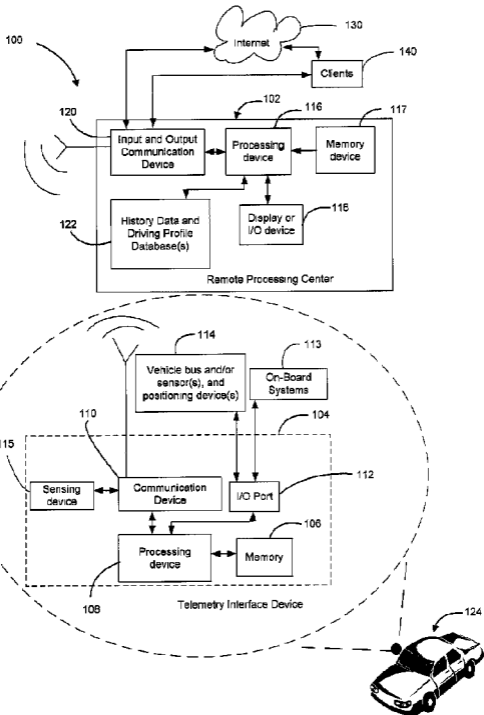 100
130
Internet
140
Clients
120
102
116
117
Input and Output
Communication
Device
Processing
device
Memory
device
122
History Data and
Driving Profile
Database(s)
118
Display or
I/O device
Remote Processing Center
114
113
Vehicle bus and/or
sensor(s), and
positioning device(s)
On-Board
Systems
110
104
115
Sensing
device
Communication
Device
I/O Port
112
106
Processing
device
Memory
108
Telemetry Interface Device
124